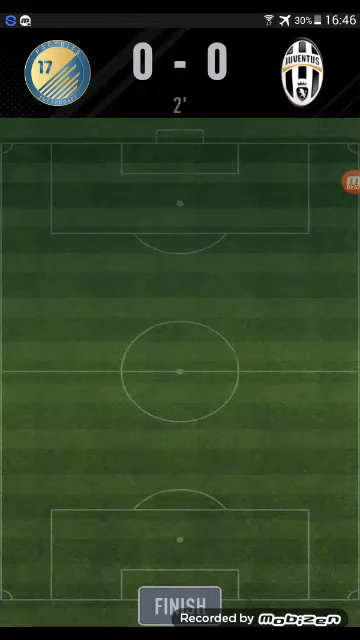 30% 16:46
17
0 - 0
JUVENTUS
2'
FINISH
Recorded by MOBIZEN